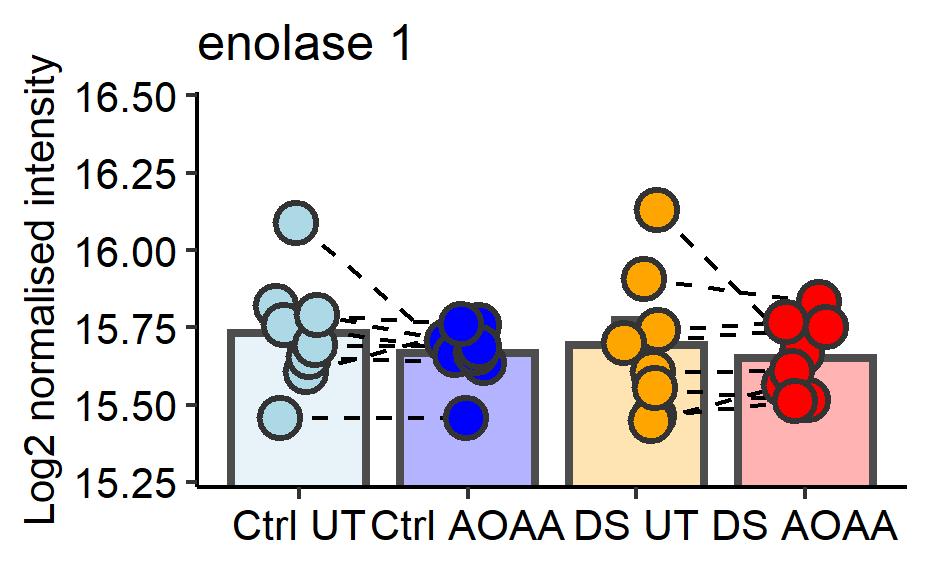 enolase 1
Log2 normalised intensity
16.50
16.25
16.00
15.75
15.50
15.25
Ctrl UT Ctrl AOAA DS UT DS AOAA